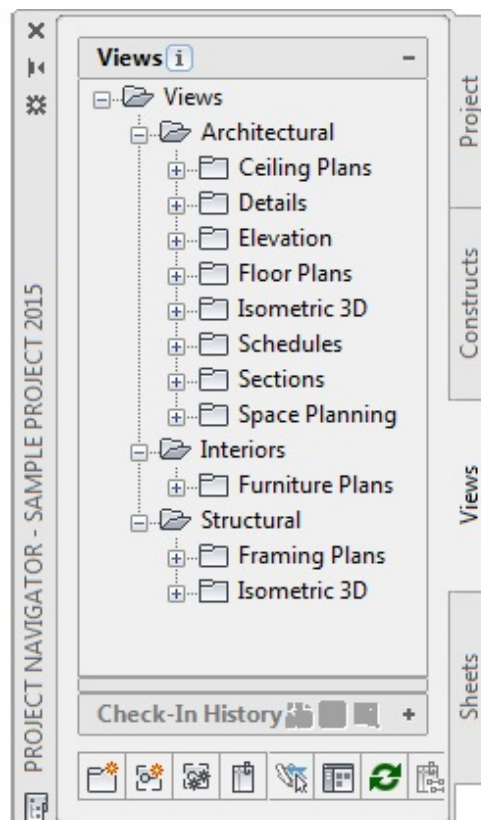 Views
Views
Architectural
Ceiling Plans
Details
Elevation
Floor Plans
Isometric 3D
Schedules
Sections
Space Planning
Interiors
Furniture Plans
Structural
Framing Plans
Isometric 3D
Check-In History
PROJECT NAVIGATOR - SAMPLE PROJECT 2015
Project
Constructs
Views
Sheets